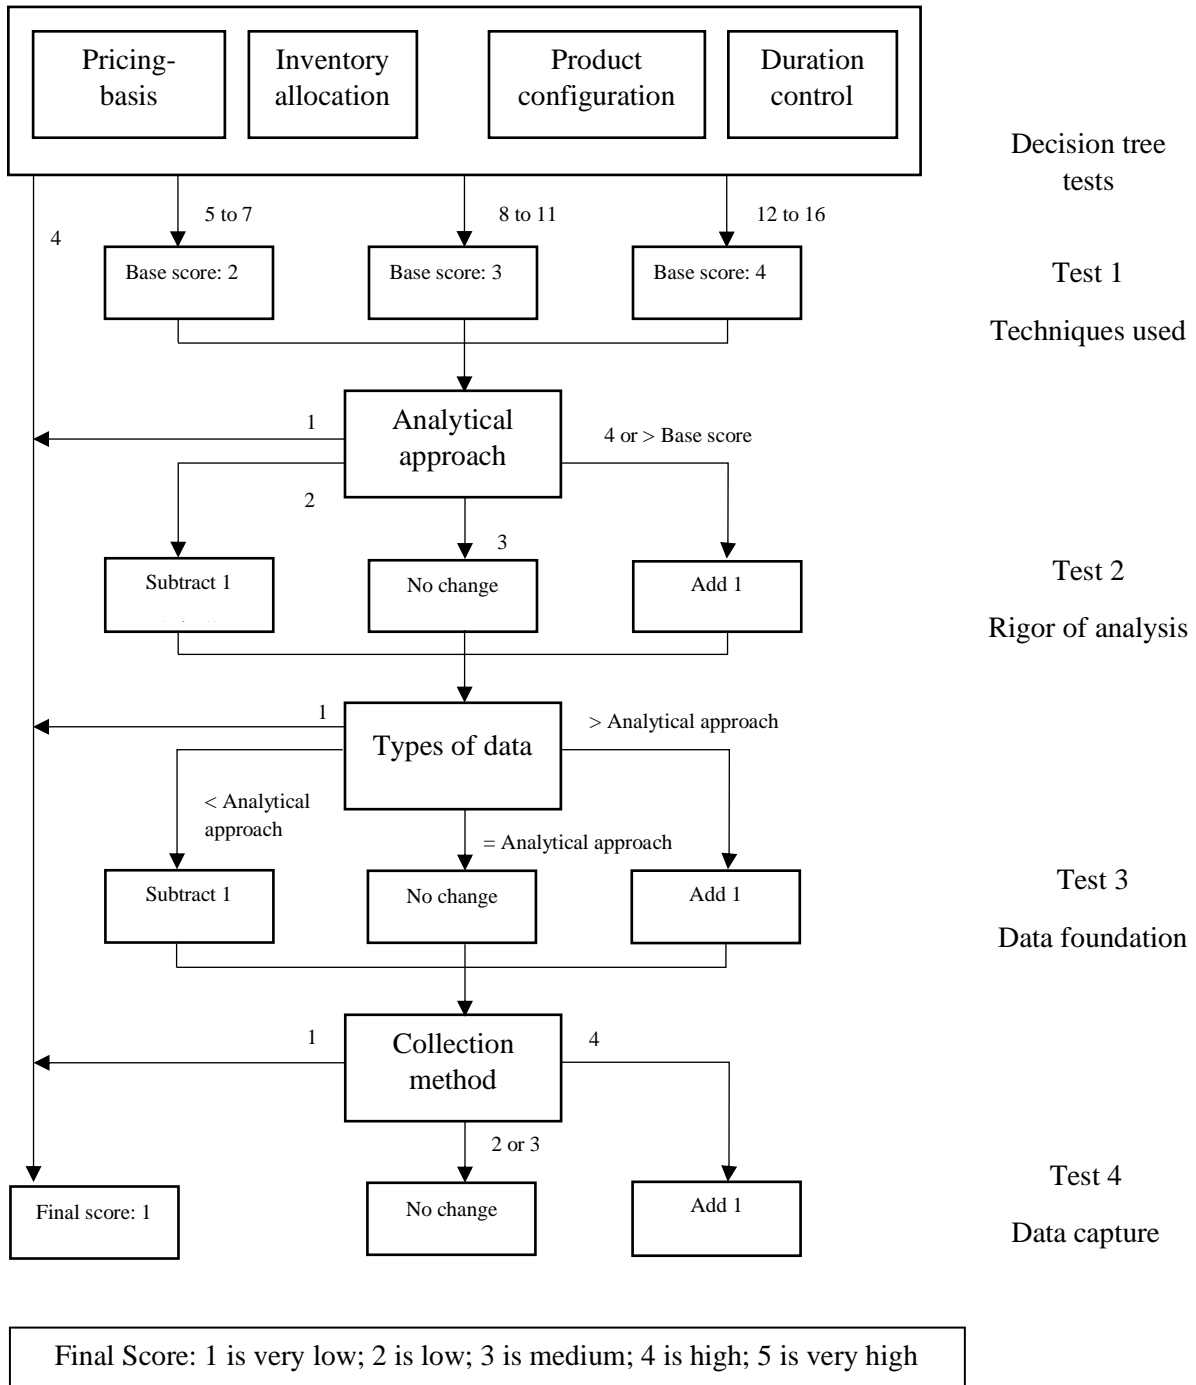 Pricing-
basis
Inventory
allocation
Product
configuration
Duration
control
Decision tree
tests
5 to 7
8 to 11
12 to 16
4
Base score: 2
Base score: 3
Base score: 4
Test 1
Techniques used
Analytical
approach
1
4 or > Base score
2
3
Subtract 1
No change
Add 1
Test 2
Rigor of analysis
1
Types of data
> Analytical approach
< Analytical
approach
= Analytical approach
Subtract 1
No change
Add 1
Test 3
Data foundation
1
Collection
method
4
2 or 3
Final score: 1
No change
Add 1
Test 4
Data capture
Final Score: 1 is very low; 2 is low; 3 is medium; 4 is high; 5 is very high